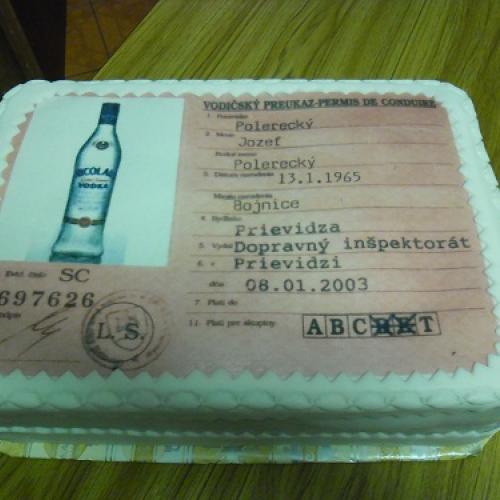 VODIČSKÝ PREUKAZ-PERMIS DE CONDUIRE
1. Priezvisko
Polerecký
2. Meno
Jozef
Rodné meno
Polerecký
3. Dátum narodenia 13.1.1965
Miesto narodenia
Bojnice
4. Bydlisko
Prievidza
5. Vydal Dopravný inšpektorát
6. v Prievidzi
dňa 08.01.2003
7. Platí do
11. Platí pre skupiny A B C T
NICOLAUS
VODKA
Evid. číslo SC
697626
L. S.